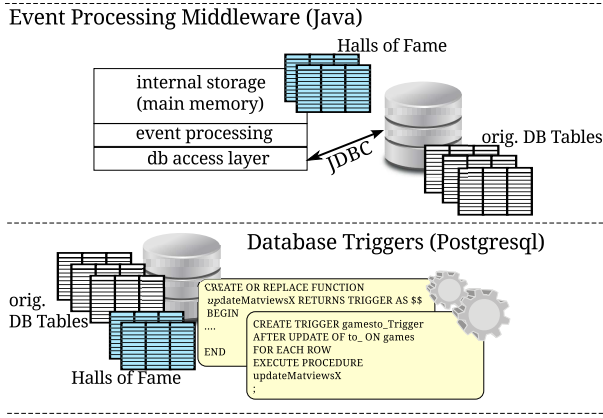 Event Processing Middleware (Java)
Halls of Fame
internal storage
(main memory)
event processing
db access layer
JDBC
orig. DB Tables
Database Triggers (Postgresql)
orig.
DB Tables
Halls of Fame
CREATE OR REPLACE FUNCTION
updateMatviewsX RETURNS TRIGGER AS $$
BEGIN
....
END
CREATE TRIGGER gamesto_Trigger
AFTER UPDATE OF to_ ON games
FOR EACH ROW
EXECUTE PROCEDURE
updateMatviewsX
;